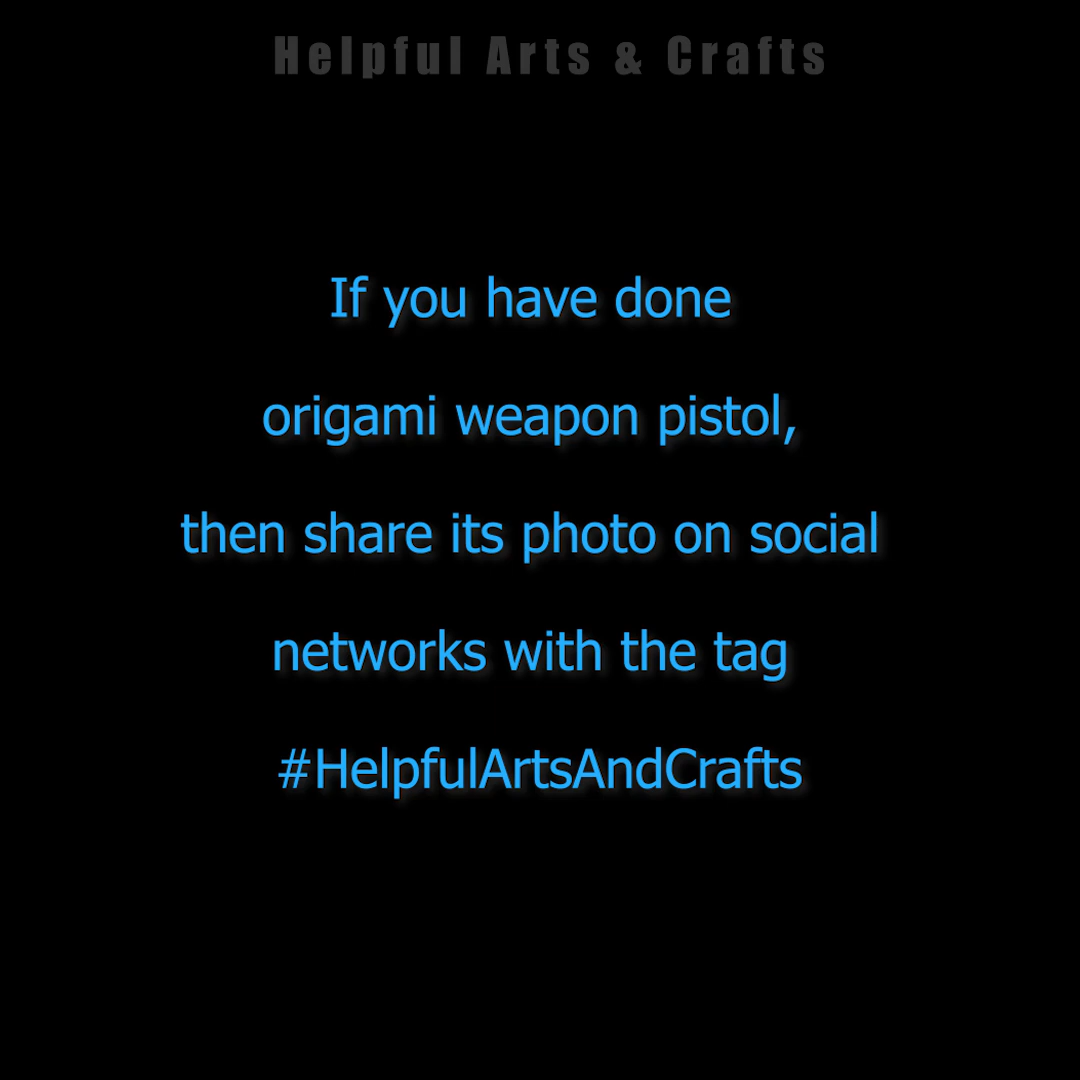 Helpful Arts & Crafts
If you have done
origami weapon pistol,
then share its photo on social
networks with the tag
#HelpfulArtsAndCrafts